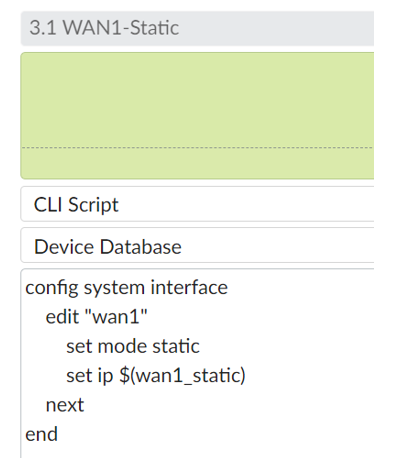 3.1 WAN1-Static
CLI Script
Device Database
config system interface
    edit "wan1"
        set mode static
        set ip $(wan1_static)
    next
end